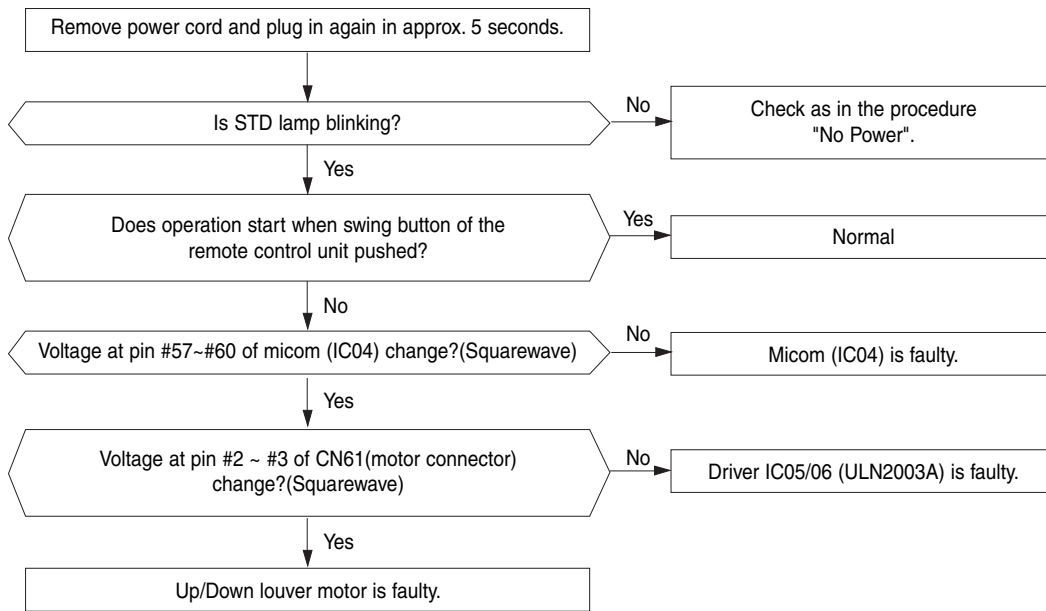 Remove power cord and plug in again in approx. 5 seconds.
Is STD lamp blinking?
No
Check as in the procedure
"No Power".
Yes
Does operation start when swing button of the
remote control unit pushed?
Yes
Normal
No
Voltage at pin #57~#60 of micom (IC04) change?(Squarewave)
No
Micom (IC04) is faulty.
Yes
Voltage at pin #2 ~ #3 of CN61(motor connector)
change?(Squarewave)
No
Driver IC05/06 (ULN2003A) is faulty.
Yes
Up/Down louver motor is faulty.